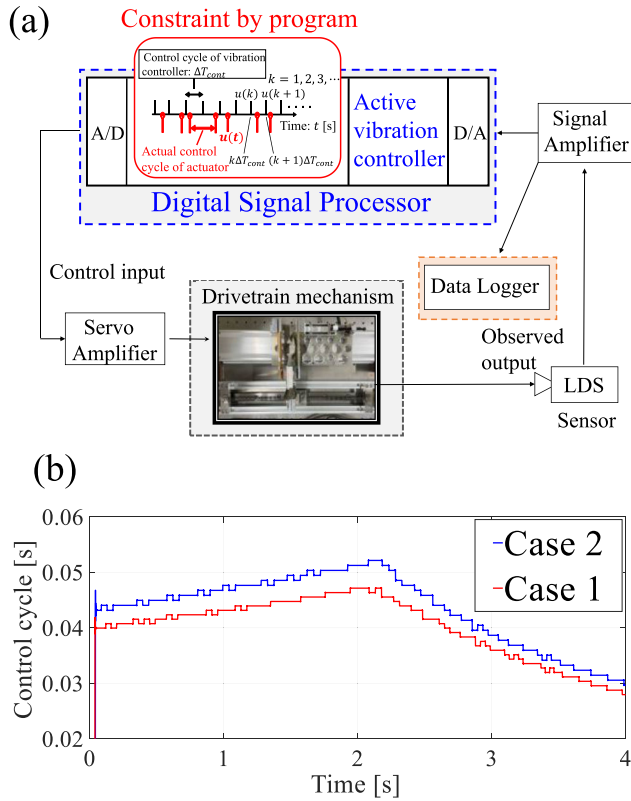 (a)
Constraint by program
Control cycle of vibration
controller: ΔT_cont
k = 1, 2, 3, ⋯
u(k) u(k + 1)
Time: t [s]
u(t)
Actual control
cycle of actuator
kΔT_cont (k + 1)ΔT_cont
A/D
Active
vibration
controller
D/A
Digital Signal Processor
Signal
Amplifier
Control input
Servo
Amplifier
Drivetrain mechanism
Data Logger
Observed
output
LDS
Sensor
(b)
Control cycle [s]
0.06
0.05
0.04
0.03
0.02
0
1
2
3
4
Time [s]
Case 2
Case 1